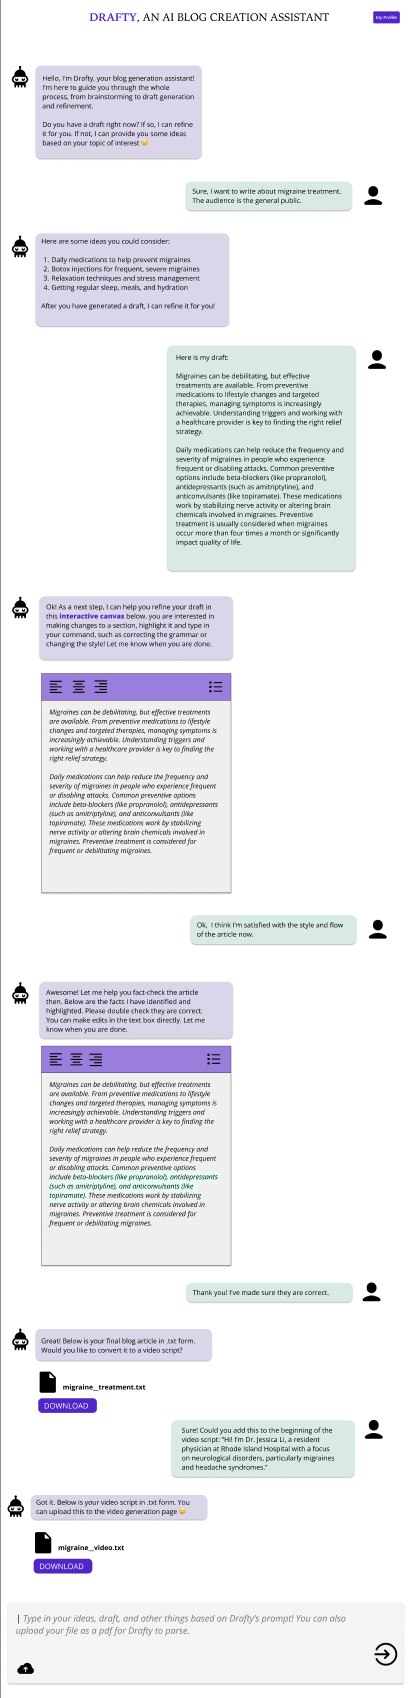 DRAFTY, AN AI BLOG CREATION ASSISTANT
My Profile
Hello, I'm Drafty, your blog generation assistant!
I'm here to guide you through the whole
process, from brainstorming to draft generation
and refinement.
Do you have a draft right now? If so, I can refine
it for you. If not, I can provide you some ideas
based on your topic of interest 😊
Sure, I want to write about migraine treatment.
The audience is the general public.
Here are some ideas you could consider:
1. Daily medications to help prevent migraines
2. Botox injections for frequent, severe migraines
3. Relaxation techniques and stress management
4. Getting regular sleep, meals, and hydration
After you have generated a draft, I can refine it for you!
Here is my draft:
Migraines can be debilitating, but effective
treatments are available. From preventive
medications to lifestyle changes and targeted
therapies, managing symptoms is increasingly
achievable. Understanding triggers and working with
a healthcare provider is key to finding the right relief
strategy.
Daily medications can help reduce the frequency and
severity of migraines in people who experience
frequent or disabling attacks. Common preventive
options include beta-blockers (like propranolol),
antidepressants (such as amitriptyline), and
anticonvulsants (like topiramate). These medications
work by stabilizing nerve activity or altering brain
chemicals involved in migraines. Preventive
treatment is usually considered when migraines
occur more than four times a month or significantly
impact quality of life.
Ok! As a next step, I can help you refine your draft in
this interactive canvas below. you are interested in
making changes to a section, highlight it and type in
your command, such as correcting the grammar or
changing the style! Let me know when you are done.
Migraines can be debilitating, but effective treatments
are available. From preventive medications to lifestyle
changes and targeted therapies, managing symptoms is
increasingly achievable. Understanding triggers and
working with a healthcare provider is key to finding the
right relief strategy.
Daily medications can help reduce the frequency and
severity of migraines in people who experience frequent
or disabling attacks. Common preventive options
include beta-blockers (like propranolol), antidepressants
(such as amitriptyline), and anticonvulsants (like
topiramate). These medications work by stabilizing
nerve activity or altering brain chemicals involved in
migraines. Preventive treatment is considered for
frequent or debilitating migraines.
Ok, I think I'm satisfied with the style and flow
of the article now.
Awesome! Let me help you fact-check the article
then. Below are the facts I have identified and
highlighted. Please double check they are correct.
You can make edits in the text box directly. Let me
know when you are done.
Migraines can be debilitating, but effective treatments
are available. From preventive medications to lifestyle
changes and targeted therapies, managing symptoms is
increasingly achievable. Understanding triggers and
working with a healthcare provider is key to finding the
right relief strategy.
Daily medications can help reduce the frequency and
severity of migraines in people who experience frequent
or disabling attacks. Common preventive options
include beta-blockers (like propranolol), antidepressants
(such as amitriptyline), and anticonvulsants (like
topiramate). These medications work by stabilizing
nerve activity or altering brain chemicals involved in
migraines. Preventive treatment is considered for
frequent or debilitating migraines.
Thank you! I've made sure they are correct.
Great! Below is your final blog article in .txt form.
Would you like to convert it to a video script?
migraine_treatment.txt
DOWNLOAD
Sure! Could you add this to the beginning of the
video script: "Hi! I'm Dr. Jessica Li, a resident
physician at Rhode Island Hospital with a focus
on neurological disorders, particularly migraines
and headache syndromes."
Got it. Below is your video script in .txt form. You
can upload this to the video generation page 😊
migraine_video.txt
DOWNLOAD
| Type in your ideas, draft, and other things based on Drafty's prompt! You can also
upload your file as a pdf for Drafty to parse.